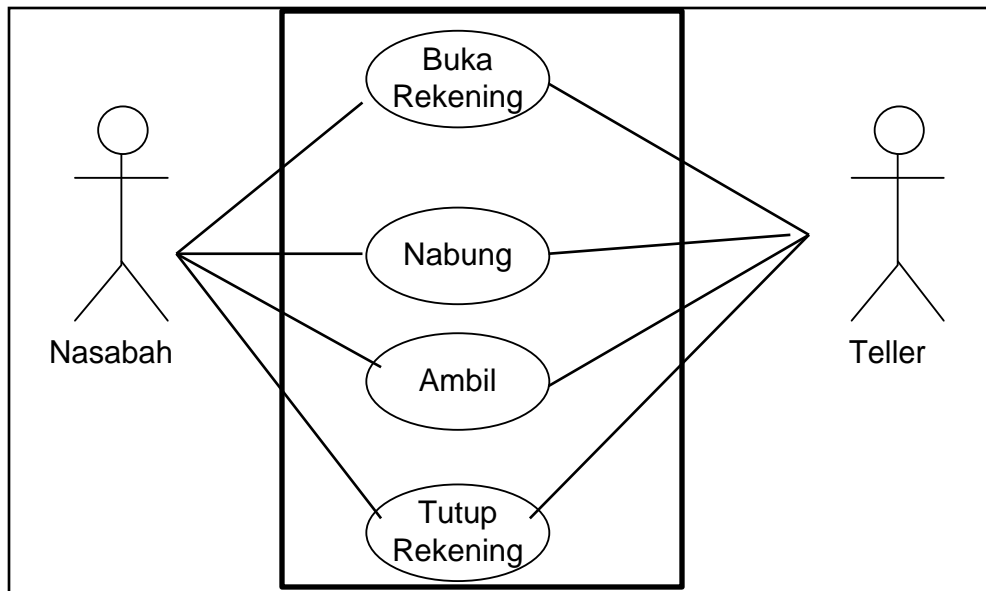 Buka
Rekening
Nabung
Nasabah
Teller
Ambil
Tutup
Rekening